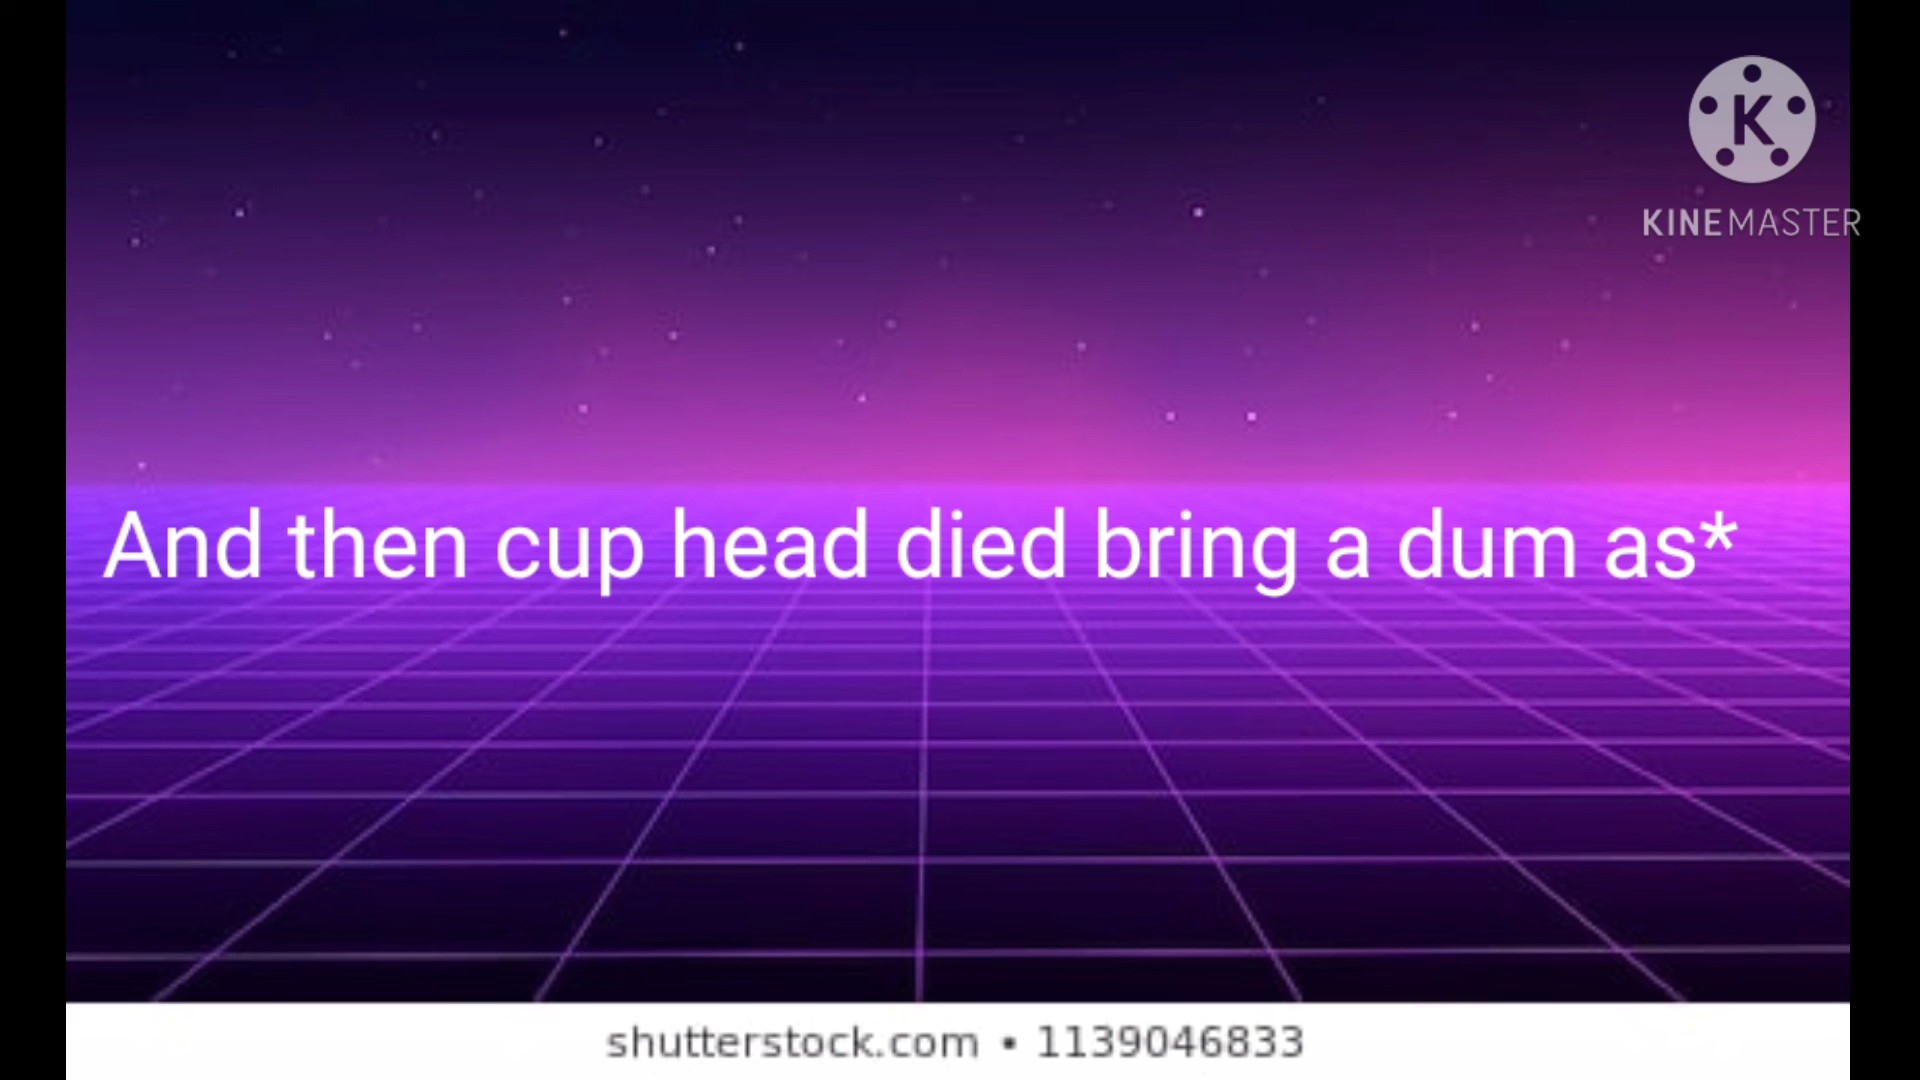 K
KINEMASTER
And then cup head died bring a dum as*
shutterstock.com • 1139046833